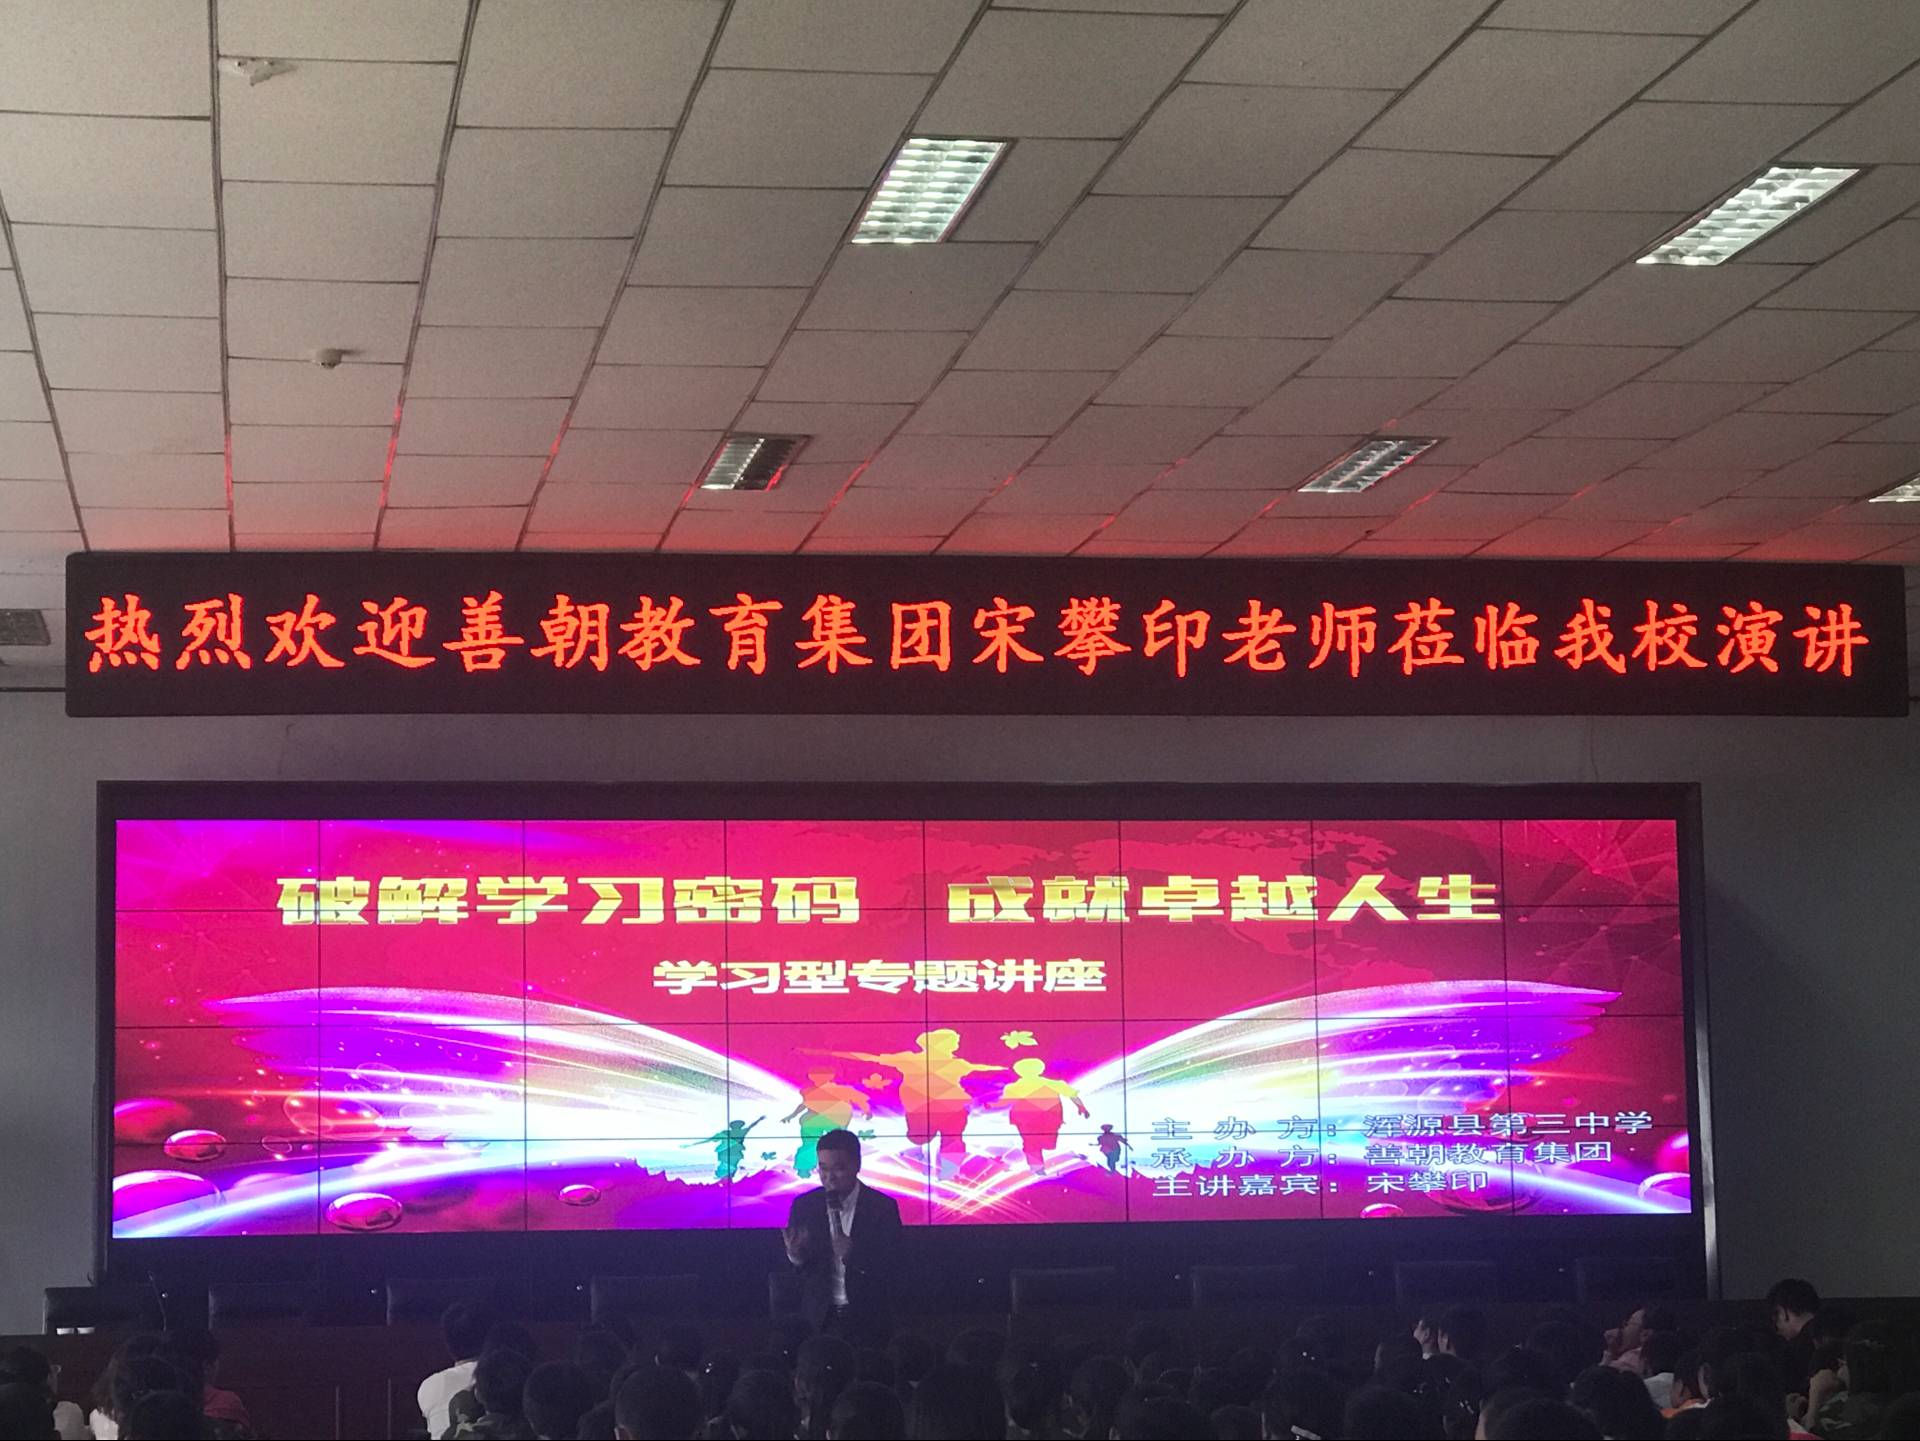 热烈欢迎善朝教育集团宋攀印老师莅临我校演讲
破解学习密码 成就卓越人生
学习型专题讲座
主 办 方：浑源县第三中学
承 办 方：善朝教育集团
主讲嘉宾：宋攀印